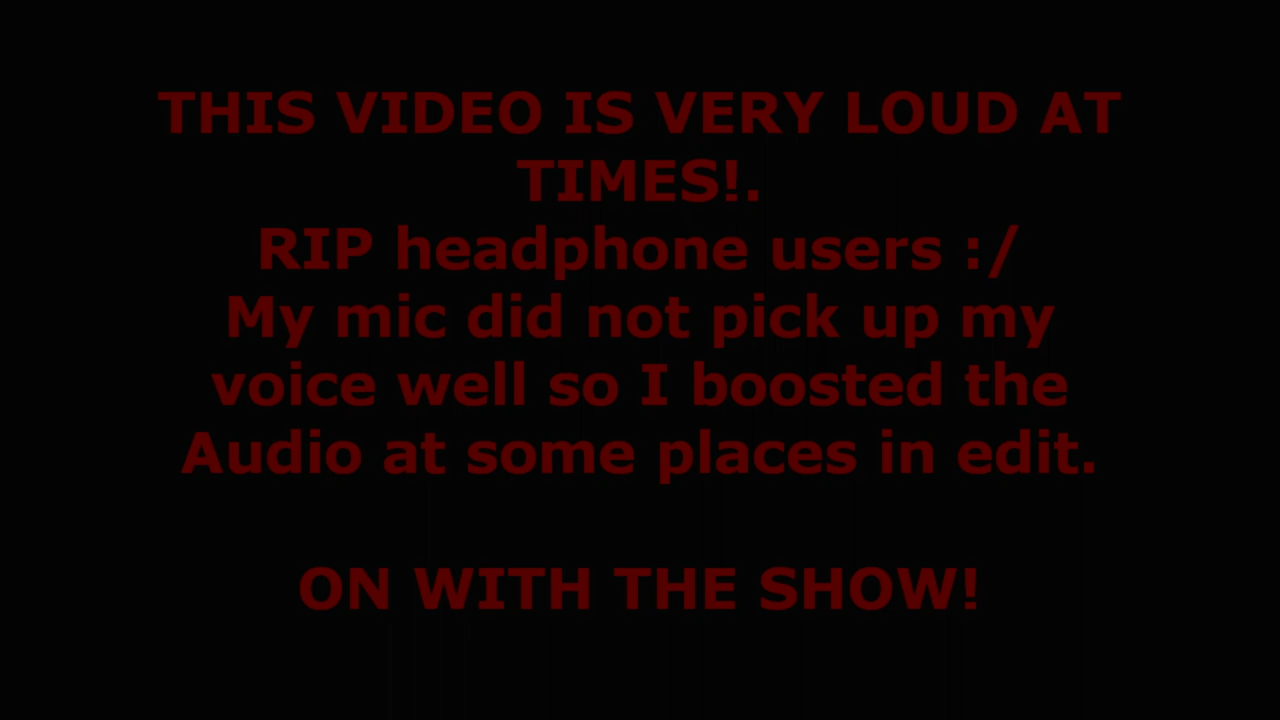 THIS VIDEO IS VERY LOUD AT
TIMES!.
RIP headphone users :/
My mic did not pick up my
voice well so I boosted the
Audio at some places in edit.
ON WITH THE SHOW!